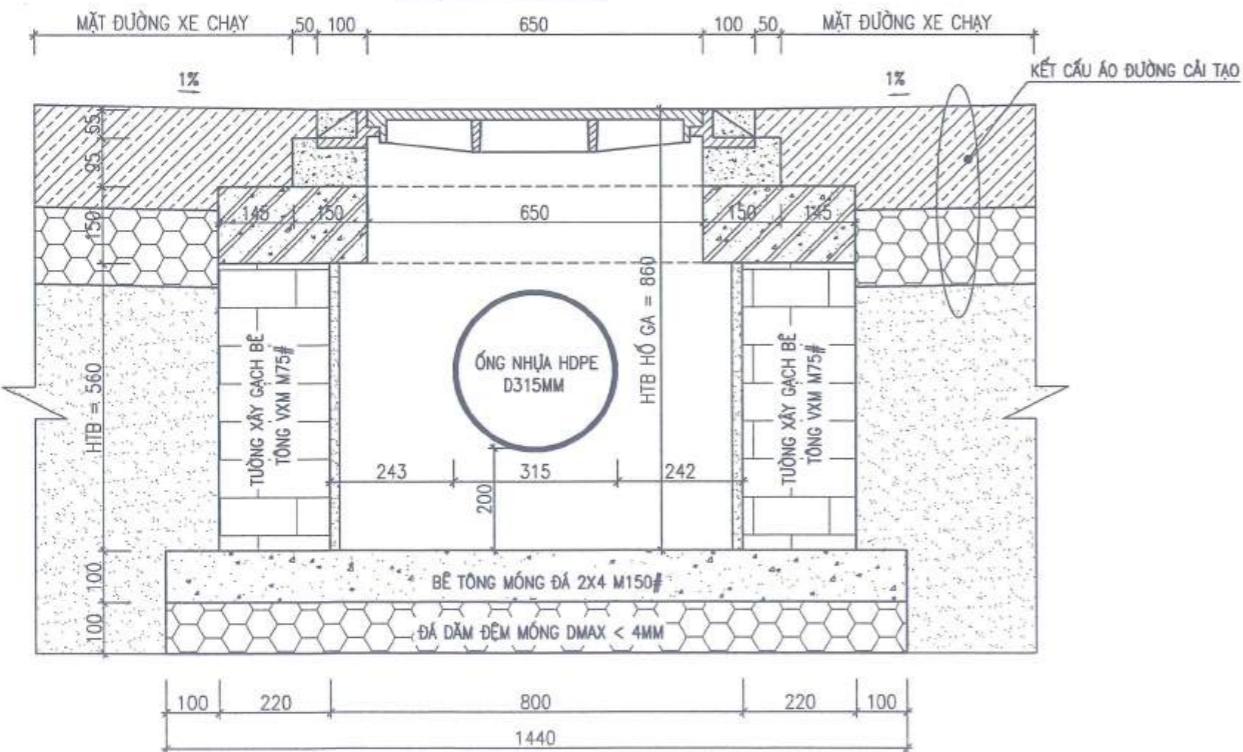 MẶT ĐƯỜNG XE CHẠY 50 100 650 100 50 MẶT ĐƯỜNG XE CHẠY
KẾT CẤU ÁO ĐƯỜNG CẢI TẠO
1% 1%
55
95
150
145 150 650 150 145
HTB = 560
TƯỜNG XÂY GẠCH BÊ
TÔNG VXM M75#
ỐNG NHỰA HDPE
D315MM
HTB HỐ GA = 860
TƯỜNG XÂY GẠCH BÊ
TÔNG VXM M75#
243 315 242
200
100
BÊ TÔNG MÓNG ĐÁ 2X4 M150#
100
ĐÁ DĂM ĐỆM MÓNG DMAX < 4MM
100 220 800 220 100
1440